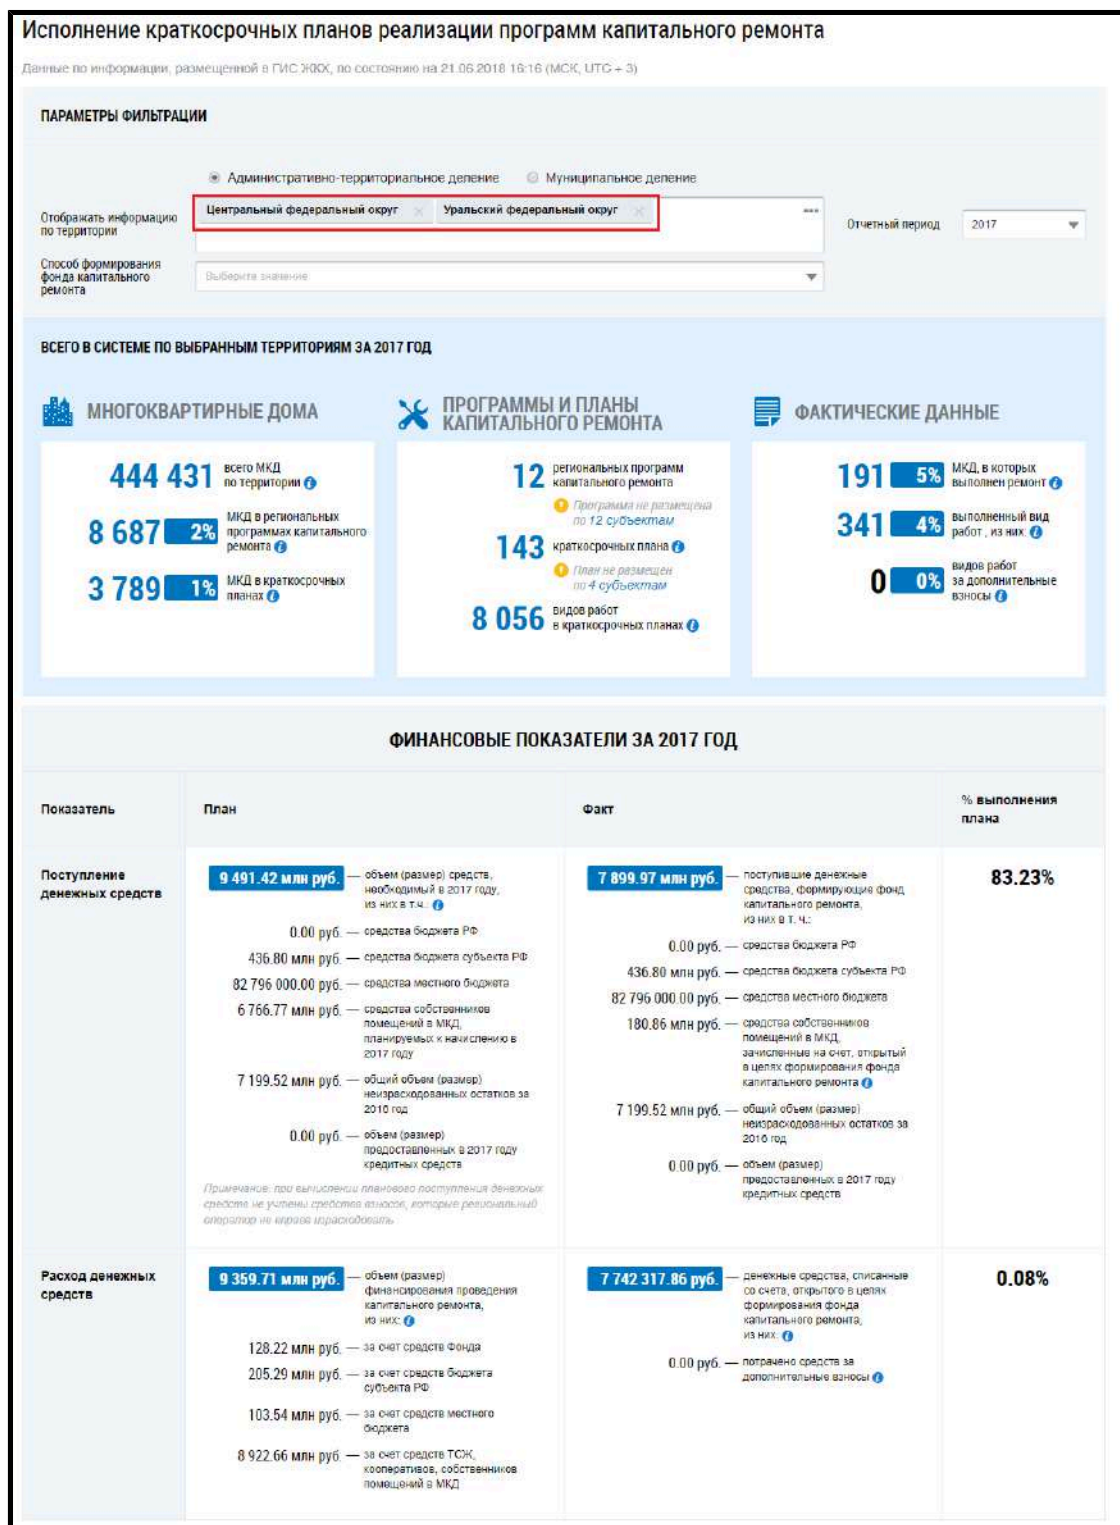 Исполнение краткосрочных планов реализации программ капитального ремонта
Данные по информации, размещенной в ГИС ЖКХ, по состоянию на 21.06.2018 16:16 (МСК, UTC + 3)
ПАРАМЕТРЫ ФИЛЬТРАЦИИ
Административно-территориальное деление
Муниципальное деление
Отображать информацию
по территории
Центральный федеральный округ
Уральский федеральный округ
Отчетный период
2017
Способ формирования
фонда капитального
ремонта
Выберите значение
ВСЕГО В СИСТЕМЕ ПО ВЫБРАННЫМ ТЕРРИТОРИЯМ ЗА 2017 ГОД
МНОГОКВАРТИРНЫЕ ДОМА
444 431 всего МКД
по территории
8 687 2% МКД в региональных
программах капитального
ремонта
3 789 1% МКД в краткосрочных
планах
ПРОГРАММЫ И ПЛАНЫ
КАПИТАЛЬНОГО РЕМОНТА
12 региональных программ
капитального ремонта
Программа не размещена
по 12 субъектам
143 краткосрочных плана
План не размещен
по 4 субъектам
8 056 видов работ
в краткосрочных планах
ФАКТИЧЕСКИЕ ДАННЫЕ
191 5% МКД, в которых
выполнен ремонт
341 4% выполненный вид
работ , из них:
0 0% видов работ
за дополнительные
взносы
ФИНАНСОВЫЕ ПОКАЗАТЕЛИ ЗА 2017 ГОД
Показатель
План
Факт
% выполнения
плана
Поступление
денежных средств
9 491.42 млн руб. — объем (размер) средств,
необходимый в 2017 году,
из них в т.ч.:
0.00 руб. — средства бюджета РФ
436.80 млн руб. — средства бюджета субъекта РФ
82 796 000.00 руб. — средства местного бюджета
6 766.77 млн руб. — средства собственников
помещений в МКД,
планируемых к начислению в
2017 году
7 199.52 млн руб. — общий объем (размер)
неизрасходованных остатков за
2016 год
0.00 руб. — объем (размер)
предоставленных в 2017 году
кредитных средств
Примечание: при вычислении планового поступления денежных
средств не учтены средства взносов, которые региональный
оператор не вправе израсходовать
7 899.97 млн руб. — поступившие денежные
средства, формирующие фонд
капитального ремонта,
из них в т. ч.:
0.00 руб. — средства бюджета РФ
436.80 млн руб. — средства бюджета субъекта РФ
82 796 000.00 руб. — средства местного бюджета
180.86 млн руб. — средства собственников
помещений в МКД,
зачисленные на счет, открытый
в целях формирования фонда
капитального ремонта
7 199.52 млн руб. — общий объем (размер)
неизрасходованных остатков за
2016 год
0.00 руб. — объем (размер)
предоставленных в 2017 году
кредитных средств
83.23%
Расход денежных
средств
9 359.71 млн руб. — объем (размер)
финансирования проведения
капитального ремонта,
из них:
128.22 млн руб. — за счет средств Фонда
205.29 млн руб. — за счет средств бюджета
субъекта РФ
103.54 млн руб. — за счет средств местного
бюджета
8 922.66 млн руб. — за счет средств ТСЖ,
кооперативов, собственников
помещений в МКД
7 742 317.86 руб. — денежные средства, списанные
со счета, открытого в целях
формирования фонда
капитального ремонта,
из них:
0.00 руб. — потрачено средств за
дополнительные взносы
0.08%